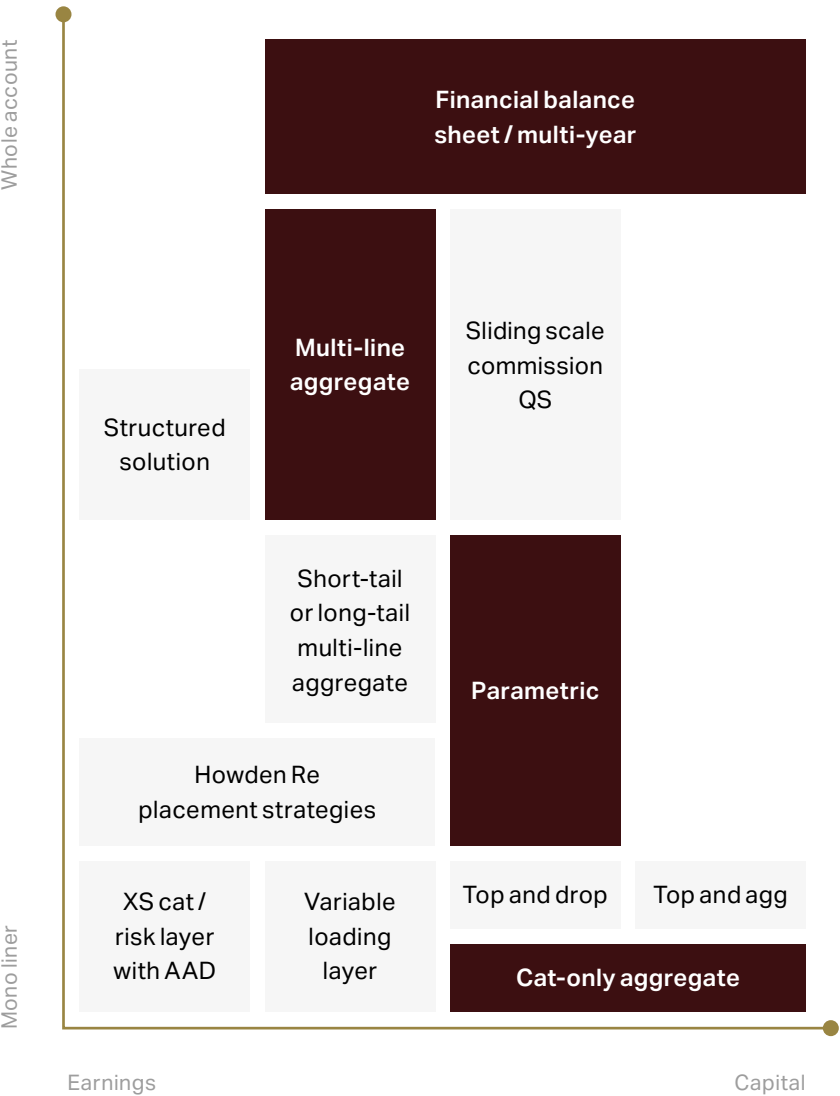 Whole account
Financial balance
sheet / multi-year
Multi-line
aggregate
Sliding scale
commission
QS
Structured
solution
Short-tail
or long-tail
multi-line
aggregate
Parametric
Howden Re
placement strategies
XS cat /
risk layer
with AAD
Variable
loading
layer
Top and drop
Top and agg
Cat-only aggregate
Mono liner
Earnings
Capital